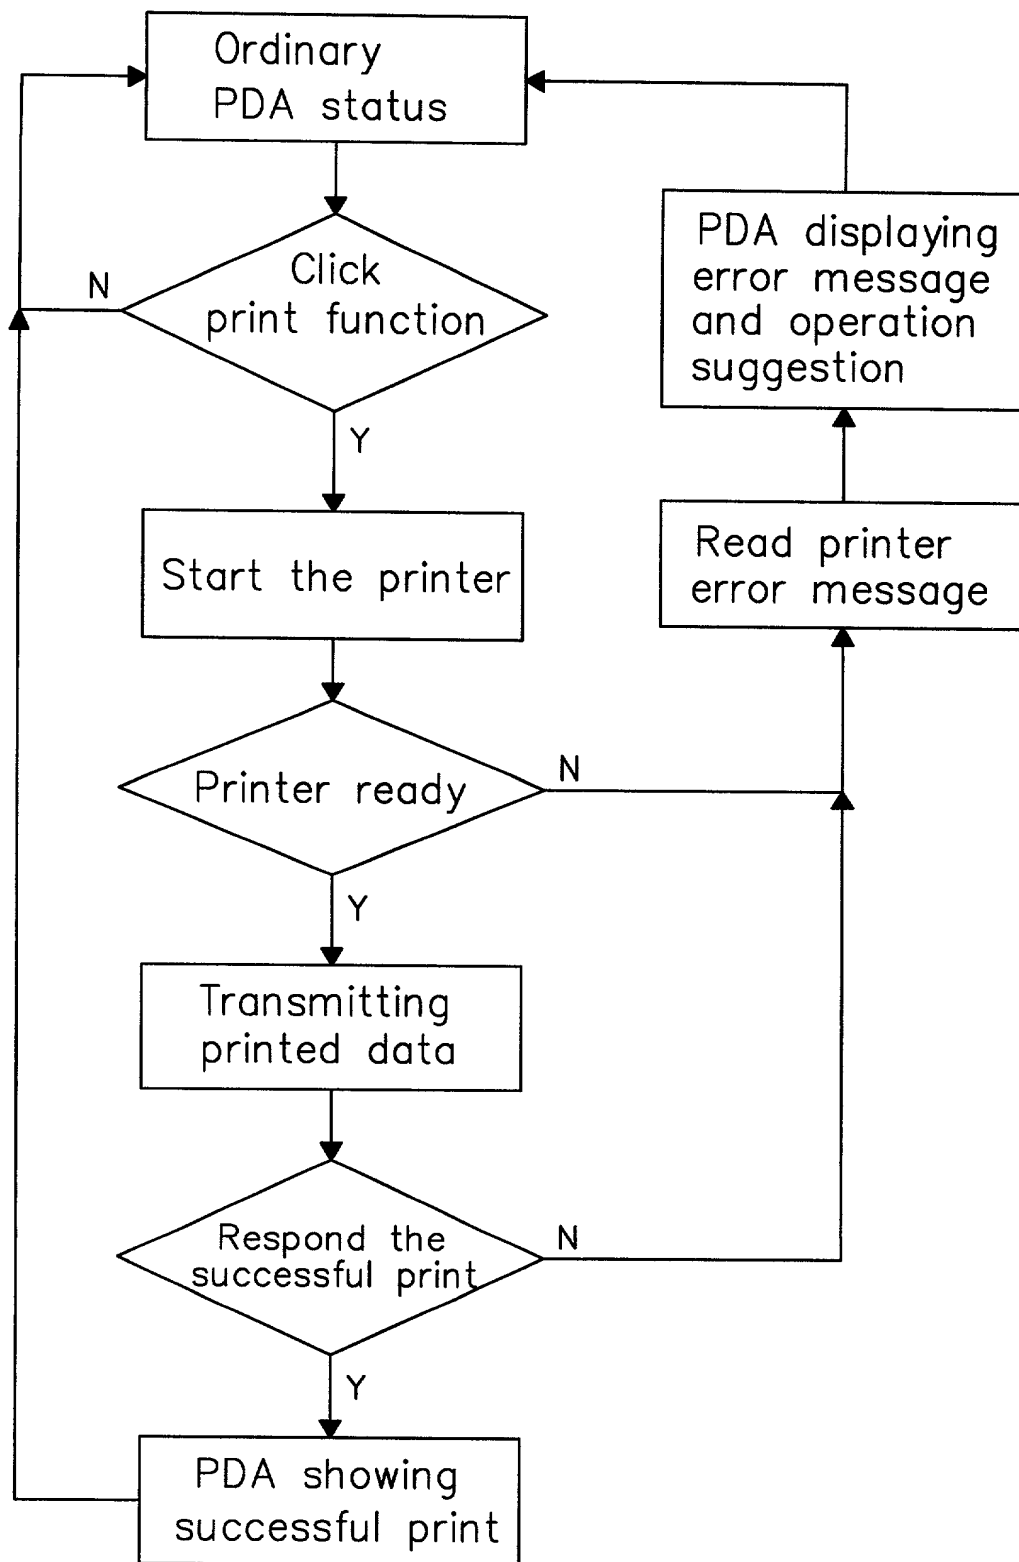 Ordinary
PDA status
Click
print function
N
Y
Start the printer
Printer ready
N
Y
Transmitting
printed data
Respond the
successful print
N
Y
PDA showing
successful print
PDA displaying
error message
and operation
suggestion
Read printer
error message